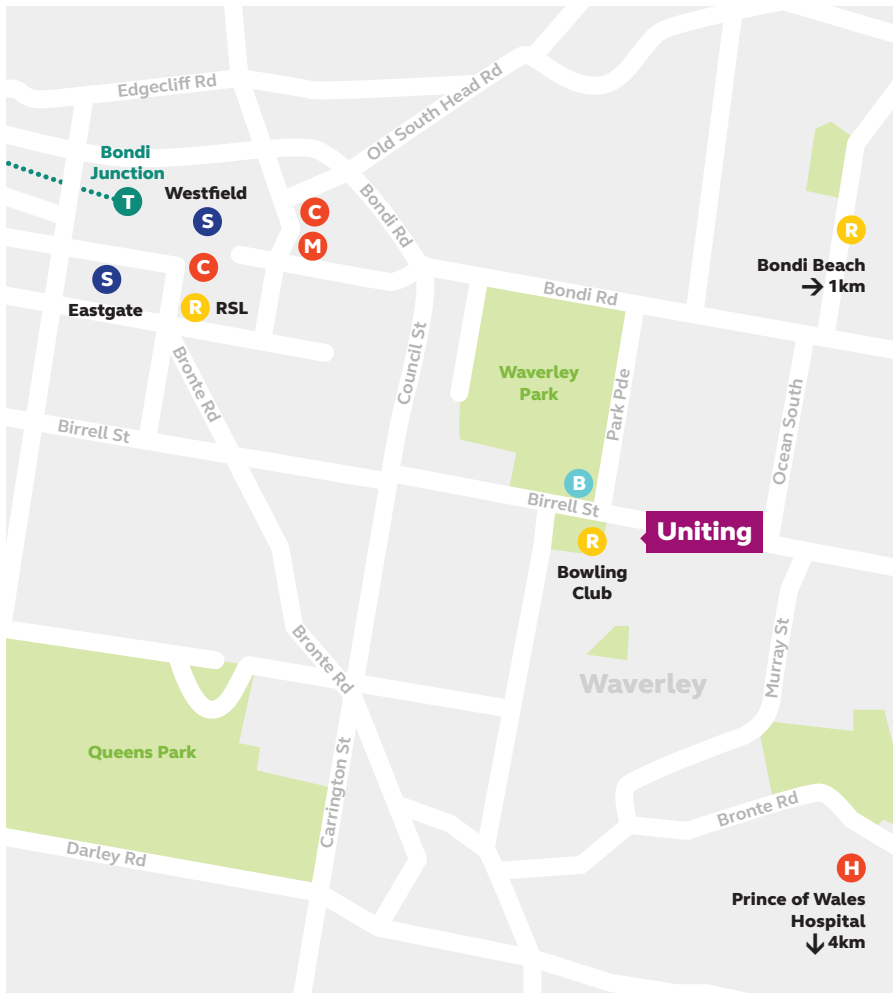 Edgecliff Rd
Old South Head Rd
Bondi
Junction
T
Westfield
S
C
M
Bondi Rd
R
Bondi Beach
→ 1km
C
S
Eastgate
R RSL
Bondi Rd
Council St
Bronte Rd
Waverley
Park
Park Pde
Ocean South
Birrell St
B
Birrell St
Uniting
R
Bowling
Club
Bronte Rd
Murray St
Waverley
Queens Park
Carrington St
Bronte Rd
Darley Rd
H
Prince of Wales
Hospital
↓ 4km